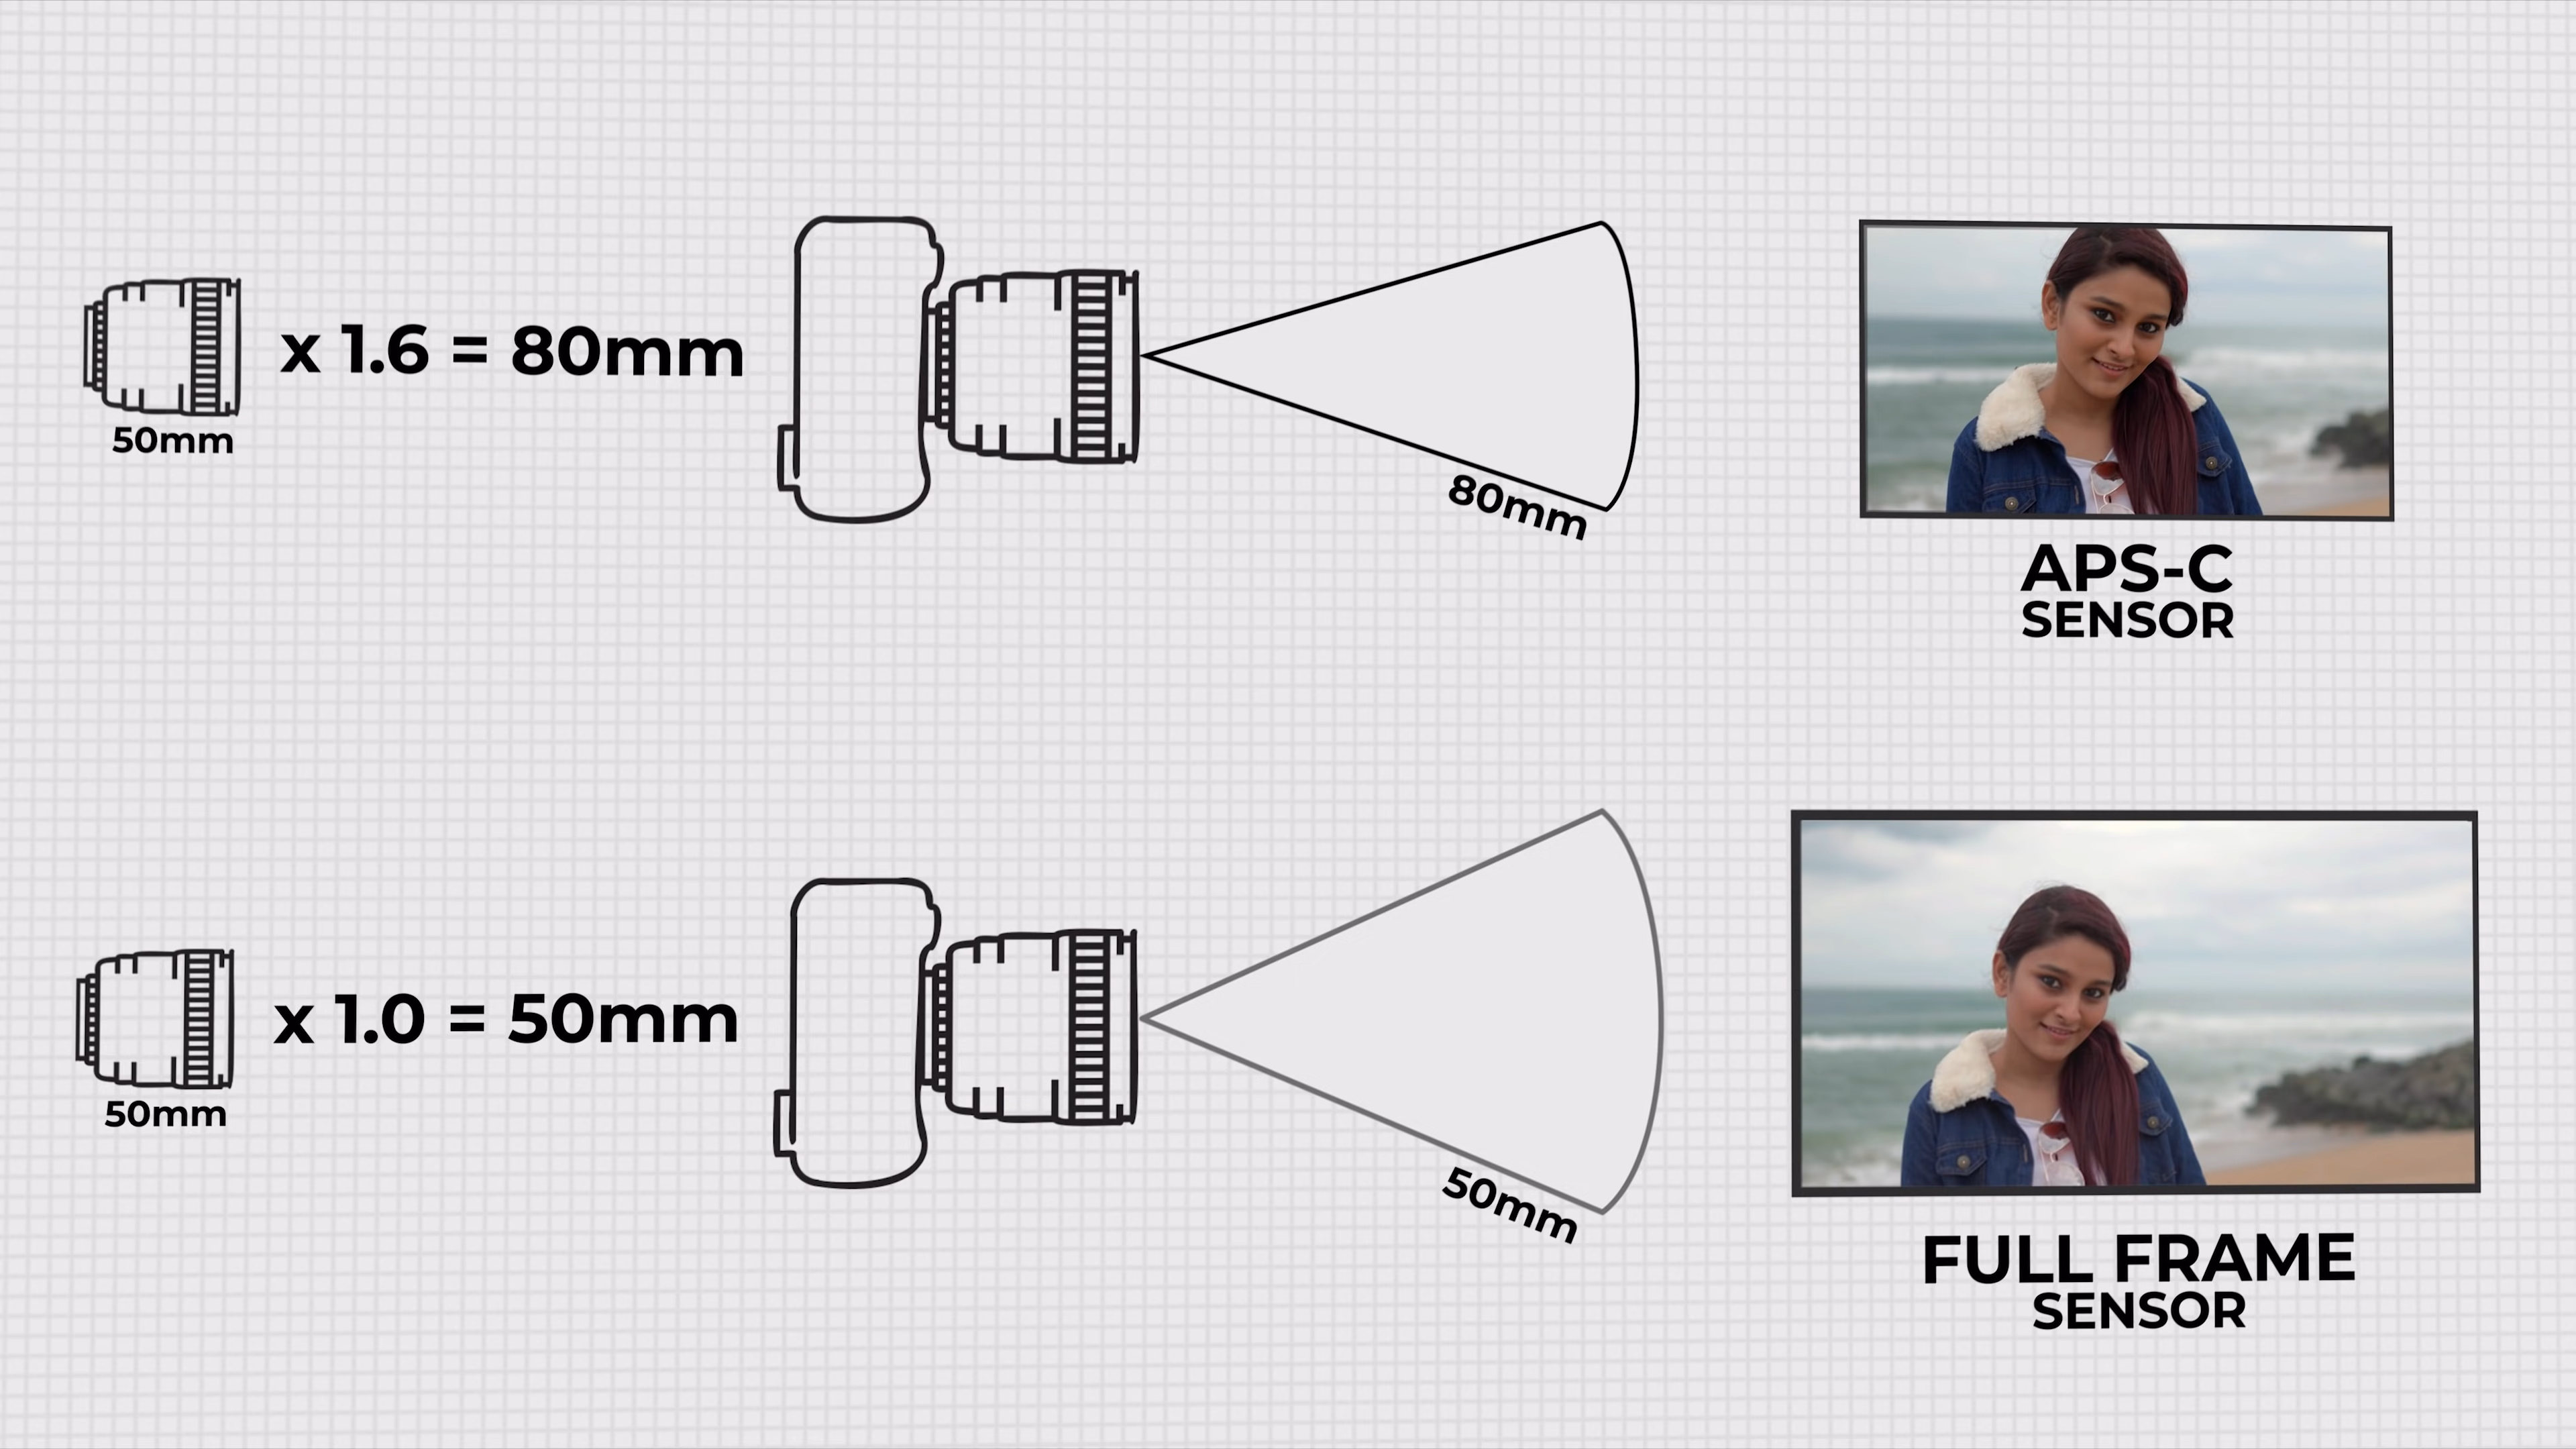 x 1.6 = 80mm
50mm
80mm
APS-C
SENSOR
x 1.0 = 50mm
50mm
50mm
FULL FRAME
SENSOR